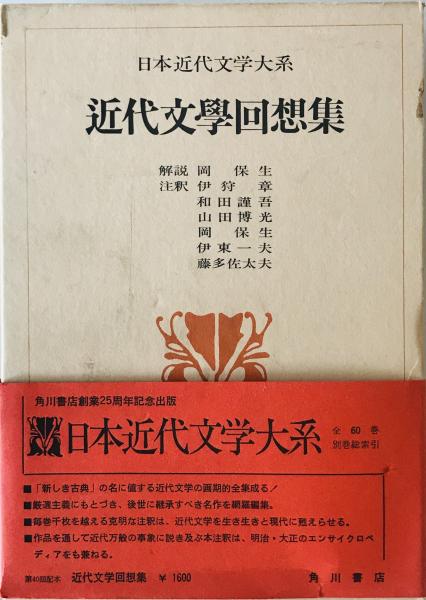 日本近代文学大系
近代文學回想集
解説 岡保生
注釈 伊狩章
和田謹吾
山田博光
岡保生
伊東一夫
藤多佐太夫
角川書店創業25周年記念出版
日本近代文学大系
全60巻
別巻総索引
■「新しき古典」の名に値する近代文学の画期的全集成る！
■厳選主義にもとづき、後世に継承すべき名作を網羅編集。
■毎巻千枚を越える克明な注釈は、近代文学を生き生きと現代に甦えらせる。
■作品を通して近代万般の事象に説き及ぶ本注釈は、明治・大正のエンサイクロペ
ディアをも兼ねる。
第40回配本 近代文学回想集 ¥1600 角川書店